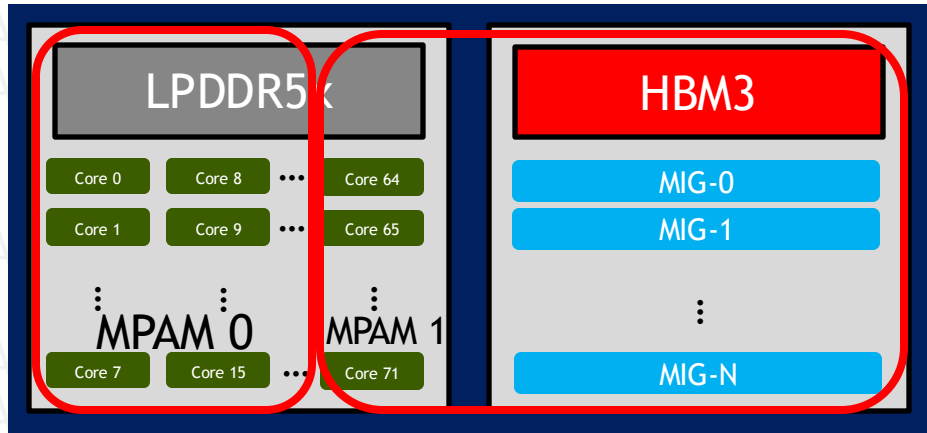 LPDDR5x
HBM3
Core 0 Core 8 ... Core 64
MIG-0
Core 1 Core 9 ... Core 65
MIG-1
MPAM 0
MPAM 1
Core 7 Core 15 ... Core 71
MIG-N